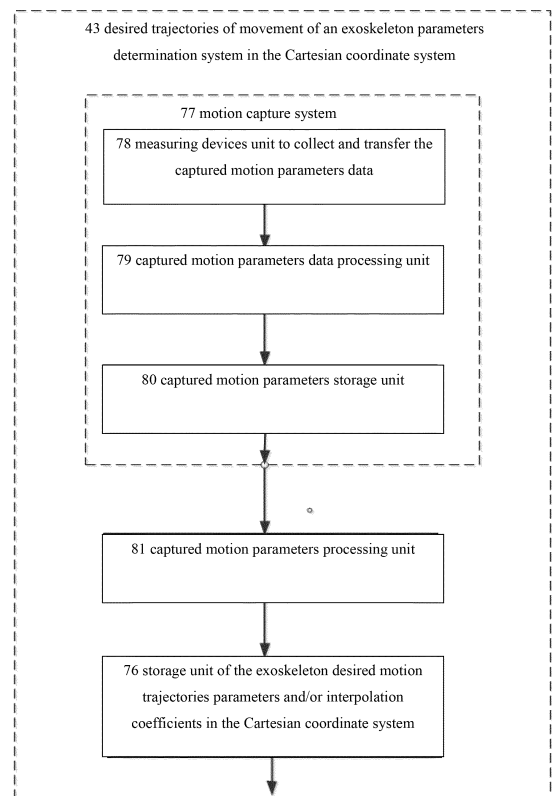 43 desired trajectories of movement of an exoskeleton parameters
determination system in the Cartesian coordinate system
77 motion capture system
78 measuring devices unit to collect and transfer the
captured motion parameters data
79 captured motion parameters data processing unit
80 captured motion parameters storage unit
81 captured motion parameters processing unit
76 storage unit of the exoskeleton desired motion
trajectories parameters and/or interpolation
coefficients in the Cartesian coordinate system